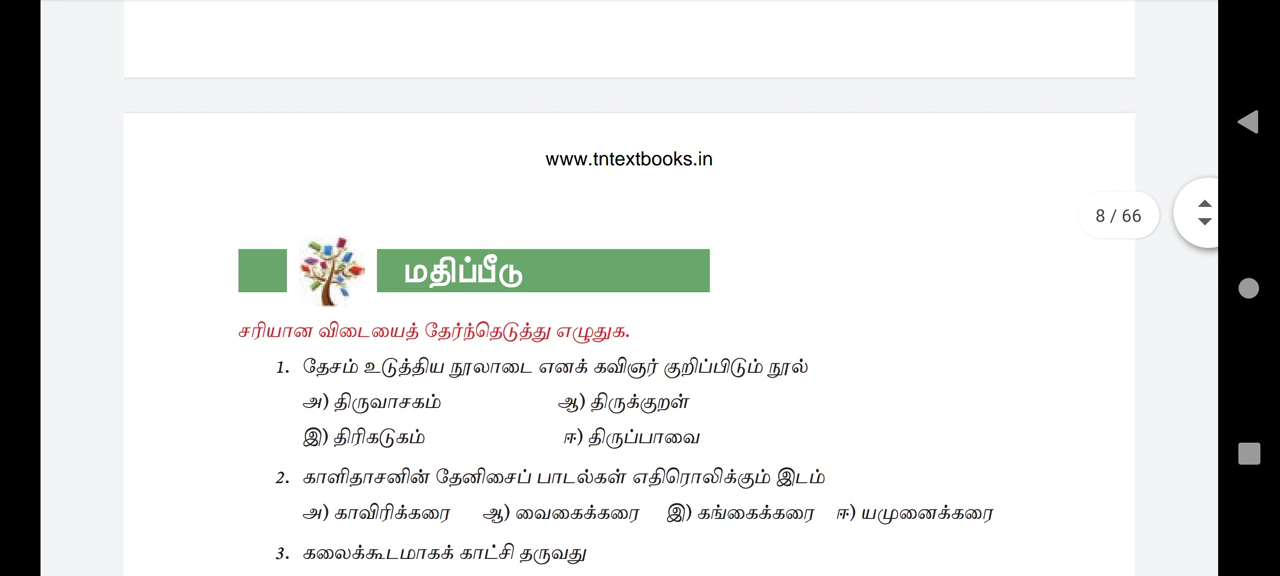 www.tntextbooks.in
8 / 66
மதிப்பீடு
சரியான விடையைத் தேர்ந்தெடுத்து எழுதுக.
1. தேசம் உடுத்திய நூலாடை எனக் கவிஞர் குறிப்பிடும் நூல்
அ) திருவாசகம் ஆ) திருக்குறள்
இ) திரிகடுகம் ஈ) திருப்பாவை
2. காளிதாசனின் தேனிசைப் பாடல்கள் எதிரொலிக்கும் இடம்
அ) காவிரிக்கரை ஆ) வைகைக்கரை இ) கங்கைக்கரை ஈ) யமுனைக்கரை
3. கலைக்கூடமாகக் காட்சி தருவது